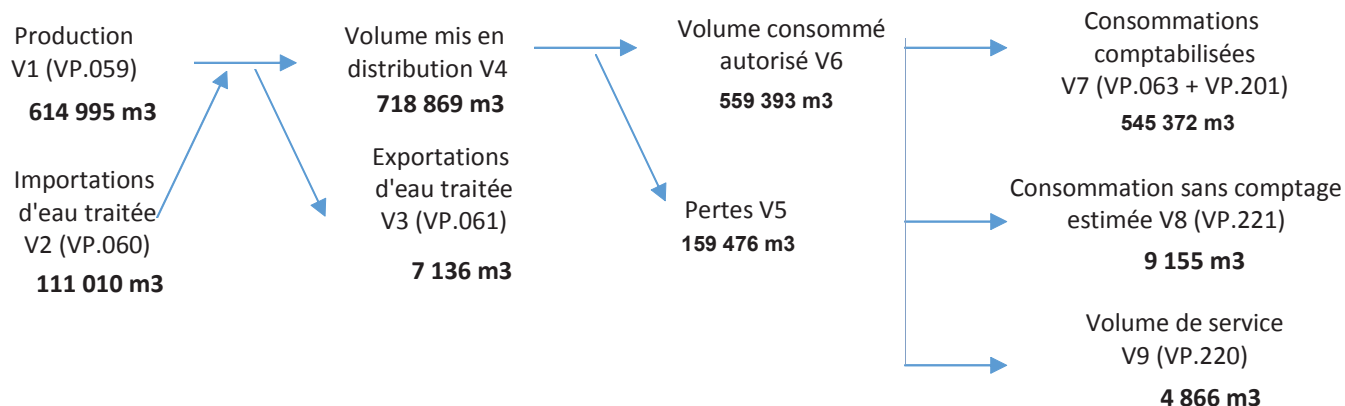 Production
V1 (VP.059)
614 995 m3
Importations
d'eau traitée
V2 (VP.060)
111 010 m3
Volume mis en
distribution V4
718 869 m3
Exportations
d'eau traitée
V3 (VP.061)
7 136 m3
Volume consommé
autorisé V6
559 393 m3
Pertes V5
159 476 m3
Consommations
comptabilisées
V7 (VP.063 + VP.201)
545 372 m3
Consommation sans comptage
estimée V8 (VP.221)
9 155 m3
Volume de service
V9 (VP.220)
4 866 m3